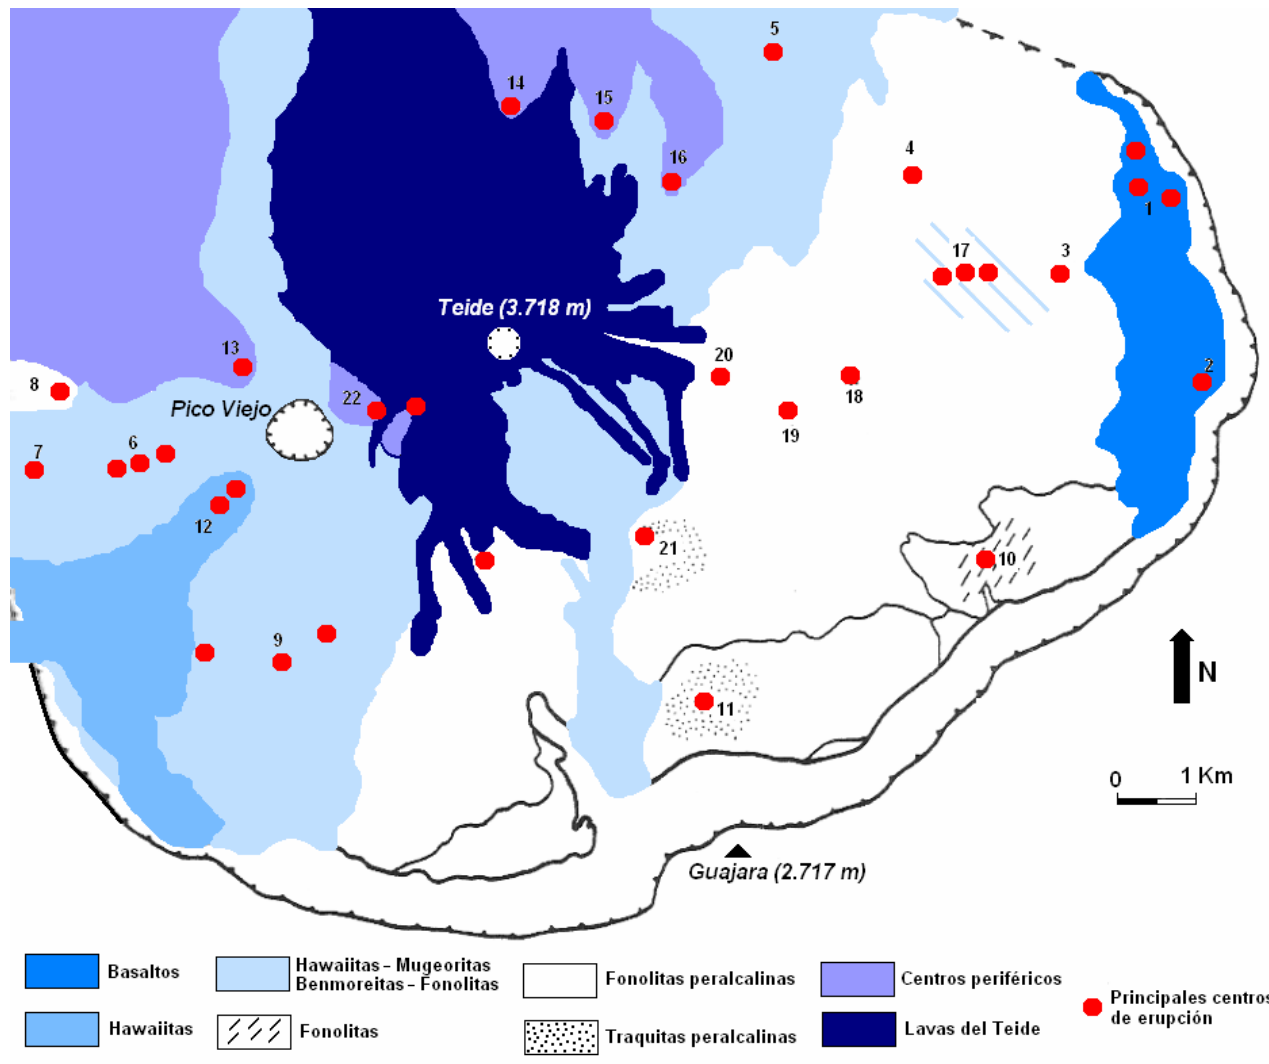 5
14
15
16
4
1
17
3
Teide (3.718 m)
13
20
2
8
22
18
Pico Viejo
19
7
6
12
21
10
9
N
11
0
1 Km
Guajara (2.717 m)
Basaltos
Hawaiitas - Mugeoritas
Benmoreitas - Fonolitas
Fonolitas peralcalinas
Centros periféricos
Principales centros
de erupción
Hawaiitas
Fonolitas
Traquitas peralcalinas
Lavas del Teide